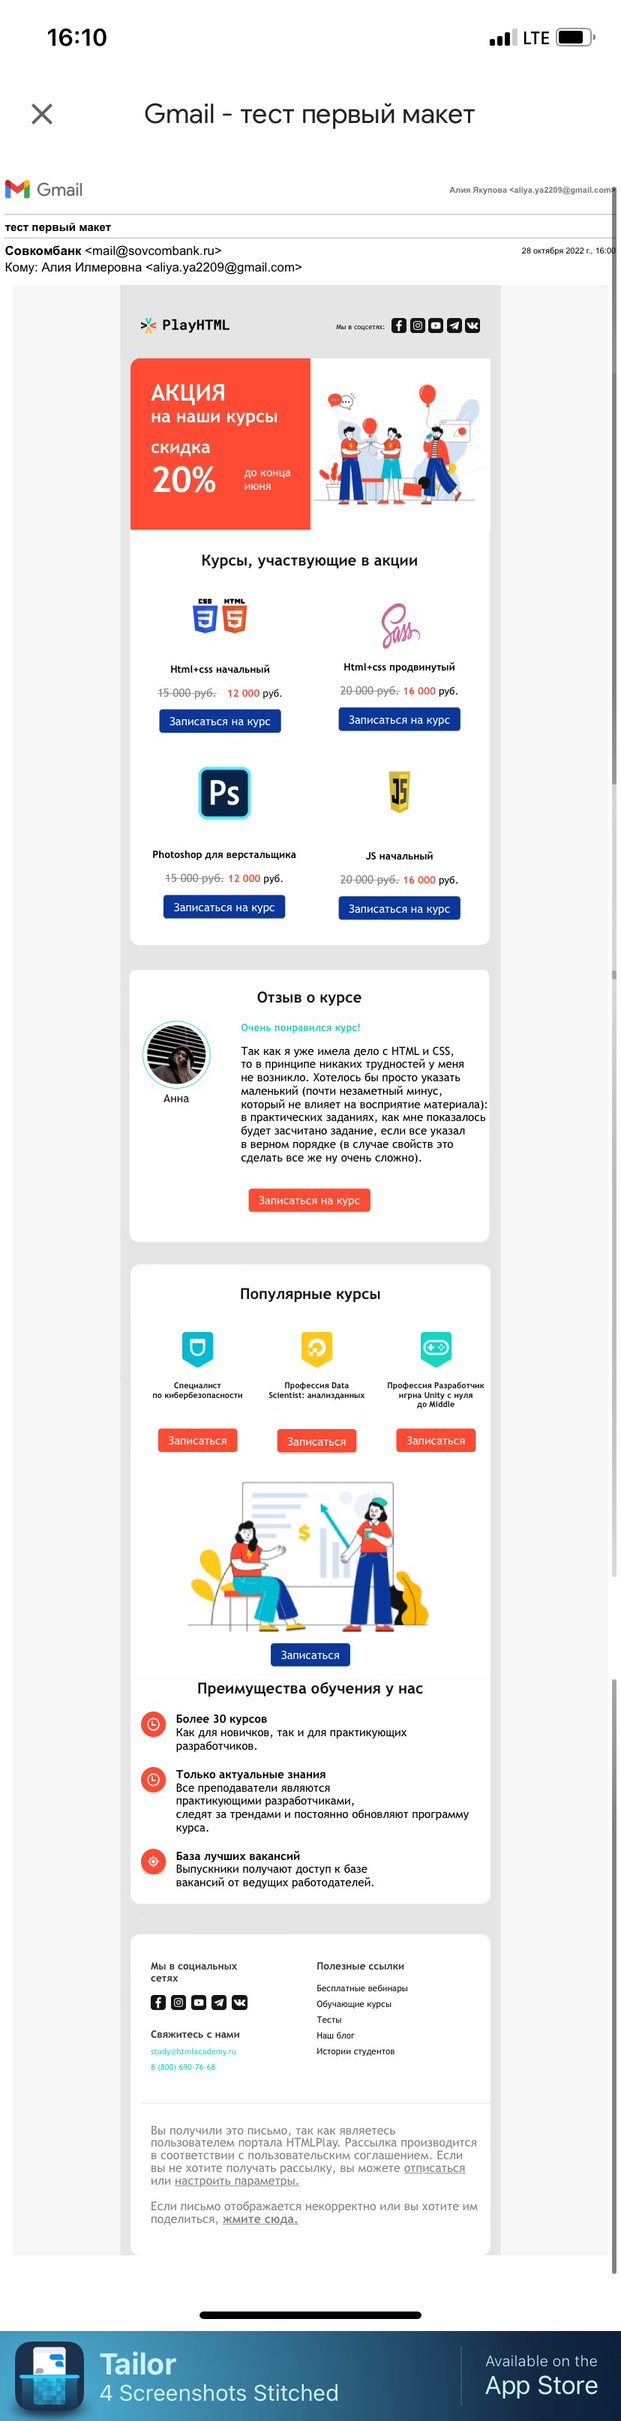 16:10
LTE
Gmail - тест первый макет
Gmail
Алия Якупова <aliya.ya2209@gmail.com>
тест первый макет
Совкомбанк <mail@sovcombank.ru>
28 октября 2022 г., 16:00
Кому: Алия Илмеровна <aliya.ya2209@gmail.com>
PlayHTML
Мы в соцсетях:
АКЦИЯ
на наши курсы
скидка
20%
до конца
июня
Курсы, участвующие в акции
CSS HTML
3 5
Sass
Html+css начальный
Html+css продвинутый
15 000 руб. 12 000 руб.
20 000 руб. 16 000 руб.
Записаться на курс
Записаться на курс
Ps
JS
Photoshop для верстальщика
JS начальный
15 000 руб. 12 000 руб.
20 000 руб. 16 000 руб.
Записаться на курс
Записаться на курс
Отзыв о курсе
Очень понравился курс!
Так как я уже имела дело с HTML и CSS,
то в принципе никаких трудностей у меня
не возникло. Хотелось бы просто указать
маленький (почти незаметный минус,
который не влияет на восприятие материала):
в практических заданиях, как мне показалось
будет засчитано задание, если все указал
в верном порядке (в случае свойств это
сделать все же ну очень сложно).
Анна
Записаться на курс
Популярные курсы
Специалист
по кибербезопасности
Профессия Data
Scientist: анализданных
Профессия Разработчик
игрна Unity с нуля
до Middle
Записаться
Записаться
Записаться
$
Записаться
Преимущества обучения у нас
Более 30 курсов
Как для новичков, так и для практикующих
разработчиков.
Только актуальные знания
Все преподаватели являются
практикующими разработчиками,
следят за трендами и постоянно обновляют программу
курса.
База лучших вакансий
Выпускники получают доступ к базе
вакансий от ведущих работодателей.
Мы в социальных
сетях
Свяжитесь с нами
study@htmlacademy.ru
8 (800) 690-76-68
Полезные ссылки
Бесплатные вебинары
Обучающие курсы
Тесты
Наш блог
Истории студентов
Вы получили это письмо, так как являетесь
пользователем портала HTMLPlay. Рассылка производится
в соответствии с пользовательским соглашением. Если
вы не хотите получать рассылку, вы можете отписаться
или настроить параметры.
Если письмо отображается некорректно или вы хотите им
поделиться, жмите сюда.
Tailor
4 Screenshots Stitched
Available on the
App Store